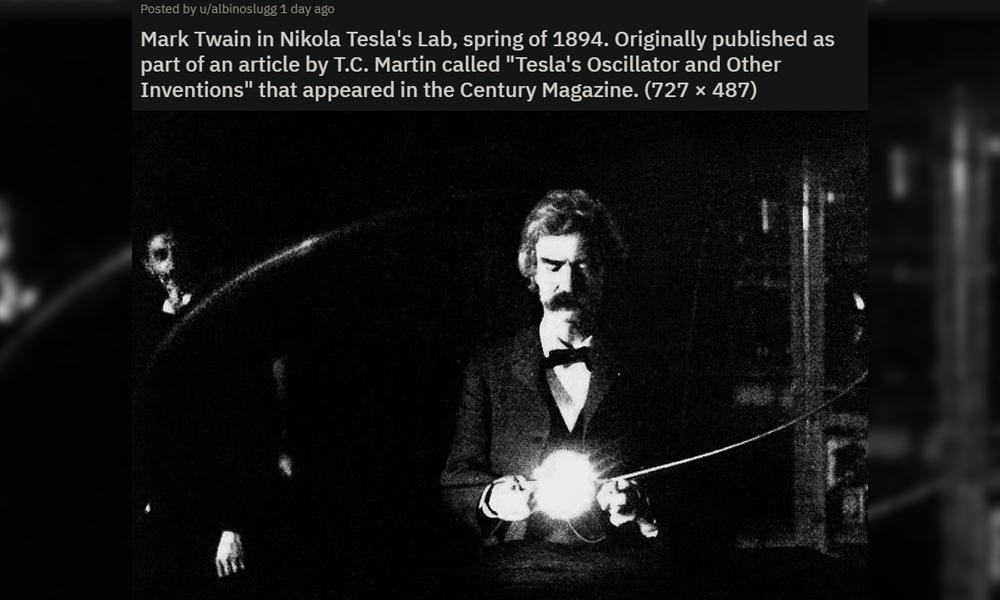 Posted by u/albinoslugg 1 day ago
Mark Twain in Nikola Tesla's Lab, spring of 1894. Originally published as
part of an article by T.C. Martin called "Tesla's Oscillator and Other
Inventions" that appeared in the Century Magazine. (727 × 487)